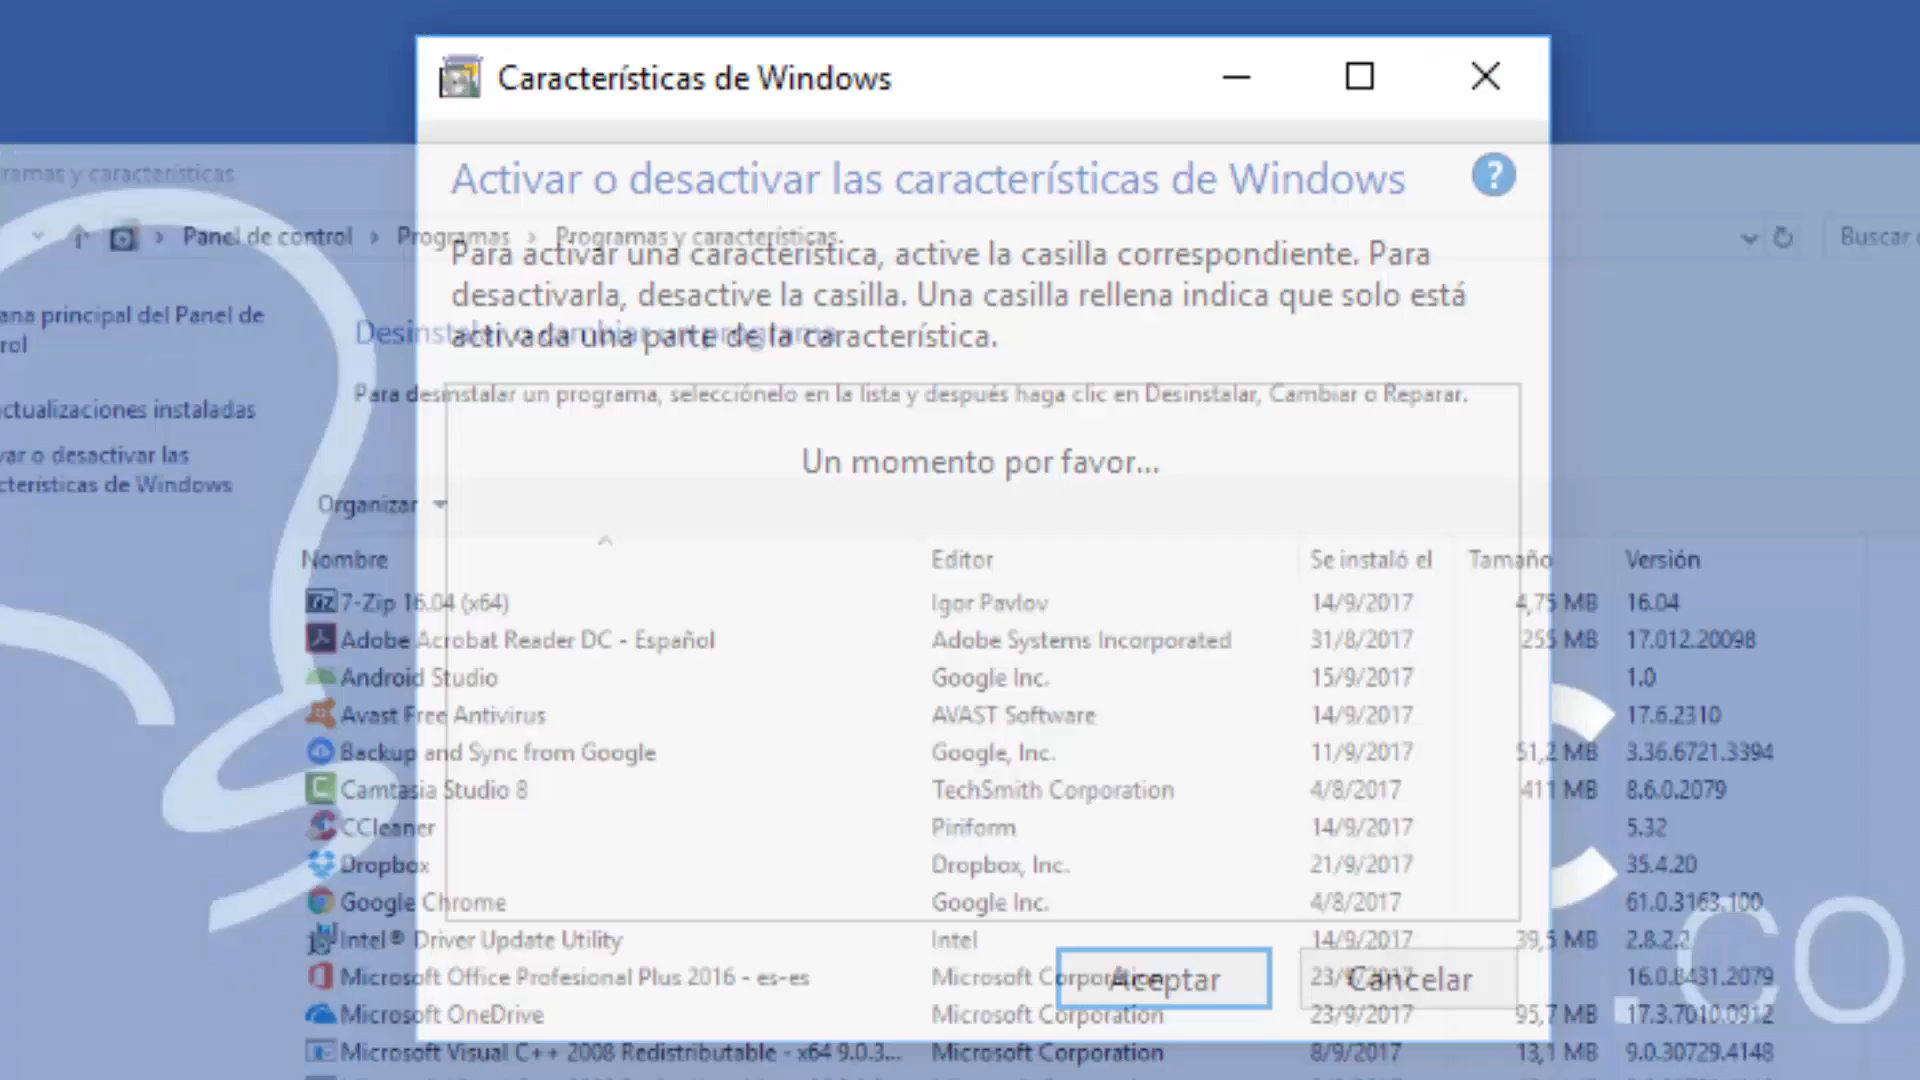 Características de Windows
Activar o desactivar las características de Windows
?
Para activar una característica, active la casilla correspondiente. Para
desactivarla, desactive la casilla. Una casilla rellena indica que solo está
activada una parte de la característica.
Un momento por favor...
Aceptar
Cancelar
ramas y características
Panel de control > Programas > Programas y características
Buscar
ana principal del Panel de
rol
ctualizaciones instaladas
var o desactivar las
cterísticas de Windows
Desinstalar o cambiar un programa
Para desinstalar un programa, selecciónelo en la lista y después haga clic en Desinstalar, Cambiar o Reparar.
Organizar
Nombre Editor Se instaló el Tamaño Versión
7-Zip 16.04 (x64) Igor Pavlov 14/9/2017 4,75 MB 16.04
Adobe Acrobat Reader DC - Español Adobe Systems Incorporated 31/8/2017 255 MB 17.012.20098
Android Studio Google Inc. 15/9/2017 1.0
Avast Free Antivirus AVAST Software 14/9/2017 17.6.2310
Backup and Sync from Google Google, Inc. 11/9/2017 51,2 MB 3.36.6721.3394
Camtasia Studio 8 TechSmith Corporation 4/8/2017 411 MB 8.6.0.2079
CCleaner Piriform 14/9/2017 5.32
Dropbox Dropbox, Inc. 21/9/2017 35.4.20
Google Chrome Google Inc. 4/8/2017 61.0.3163.100
Intel® Driver Update Utility Intel 14/9/2017 39,5 MB 2.8.2.2
Microsoft Office Profesional Plus 2016 - es-es Microsoft Corporation 23/9/2017 16.0.8431.2079
Microsoft OneDrive Microsoft Corporation 23/9/2017 95,7 MB 17.3.7010.0912
Microsoft Visual C++ 2008 Redistributable - x64 9.0.3... Microsoft Corporation 8/9/2017 13,1 MB 9.0.30729.4148
.CO